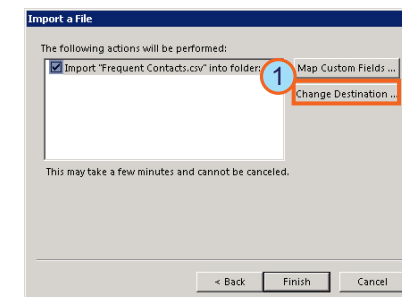 Import a File
The following actions will be performed:
Import "Frequent Contacts.csv" into folder:
1
Map Custom Fields ...
Change Destination ...
This may take a few minutes and cannot be canceled.
< Back
Finish
Cancel